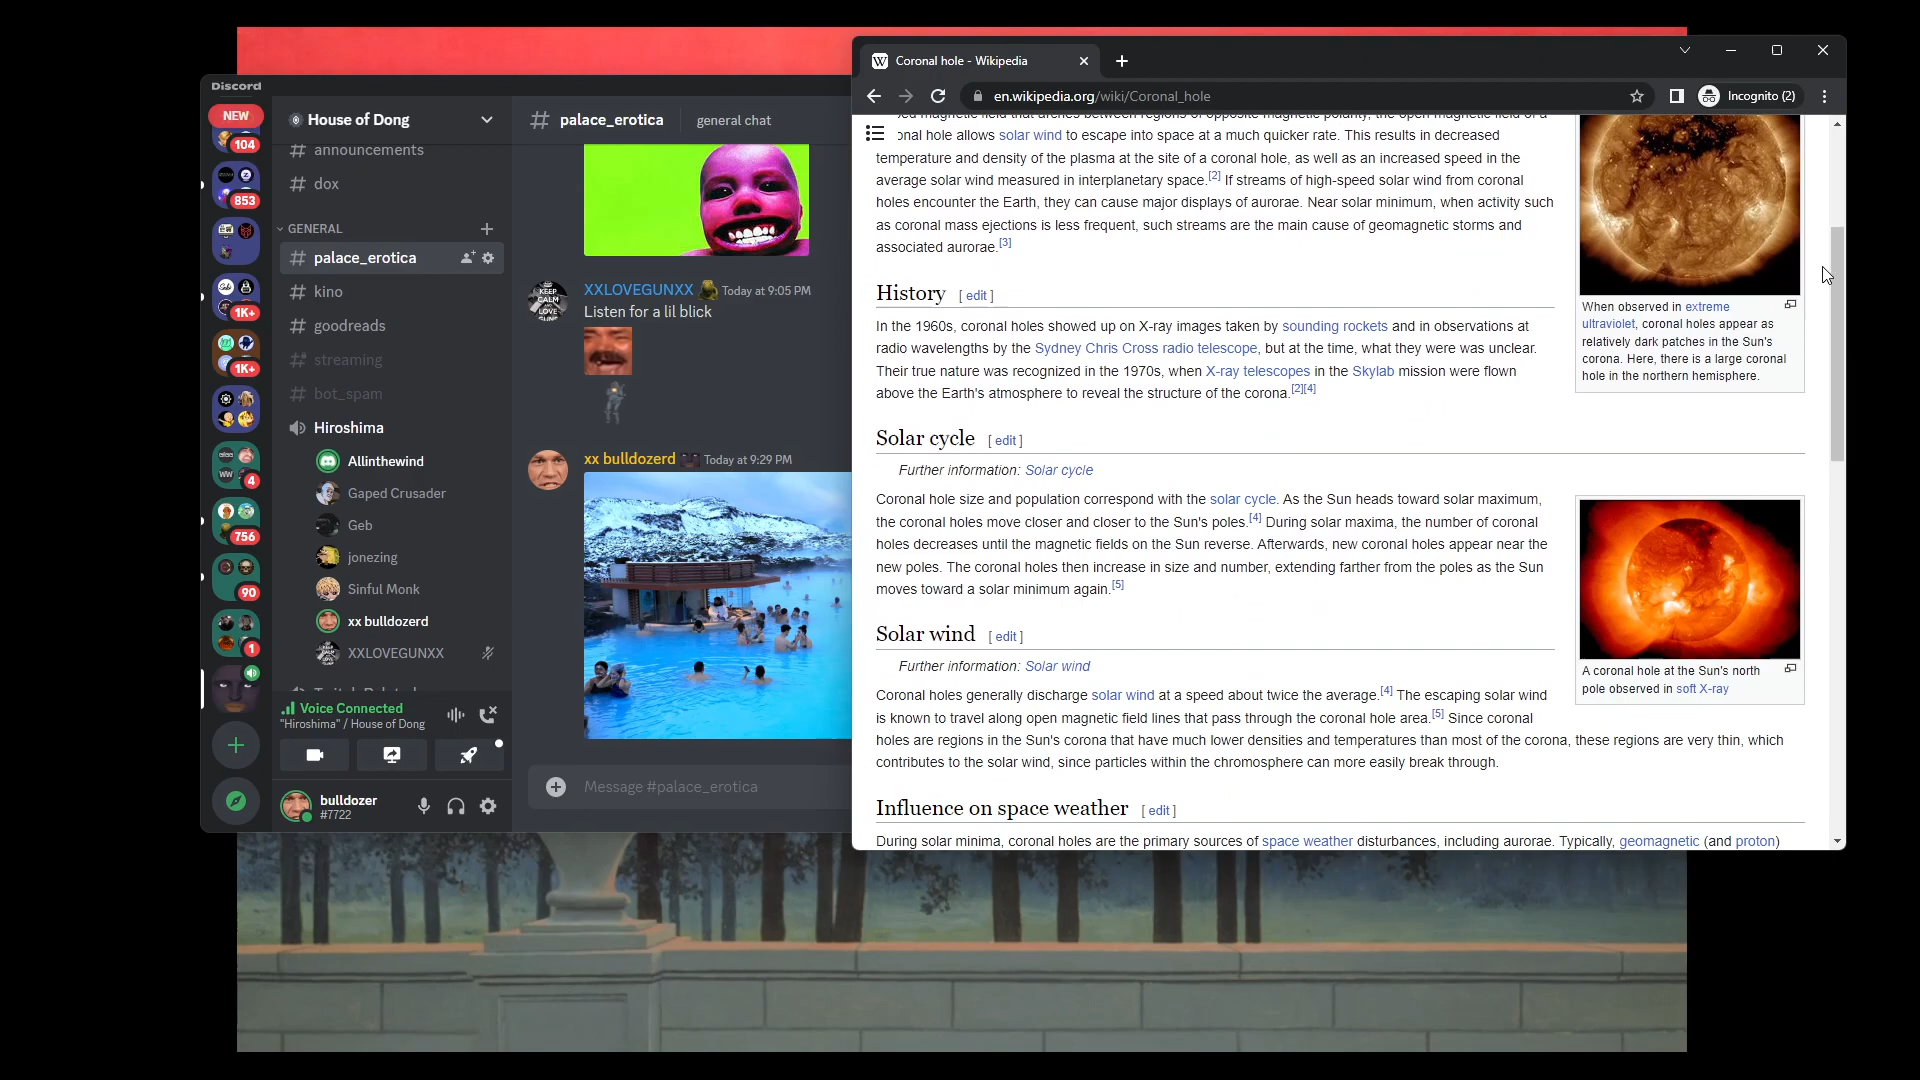 Discord
NEW
104
853
1K+
1K+
4
756
90
1
House of Dong
announcements
dox
GENERAL
palace_erotica
kino
goodreads
streaming
bot_spam
Hiroshima
Allinthewind
Gaped Crusader
Geb
jonezing
Sinful Monk
xx bulldozerd
XXLOVEGUNXX
Voice Connected
"Hiroshima" / House of Dong
bulldozer
#7722
# palace_erotica
general chat
KEEP
CALM
AND
LOVE
GUNS
XXLOVEGUNXX Today at 9:05 PM
Listen for a lil blick
xx bulldozerd Today at 9:29 PM
Message #palace_erotica
W Coronal hole - Wikipedia
en.wikipedia.org/wiki/Coronal_hole
Incognito (2)
onal hole allows solar wind to escape into space at a much quicker rate. This results in decreased
temperature and density of the plasma at the site of a coronal hole, as well as an increased speed in the
average solar wind measured in interplanetary space.[2] If streams of high-speed solar wind from coronal
holes encounter the Earth, they can cause major displays of aurorae. Near solar minimum, when activity such
as coronal mass ejections is less frequent, such streams are the main cause of geomagnetic storms and
associated aurorae.[3]
History [ edit ]
In the 1960s, coronal holes showed up on X-ray images taken by sounding rockets and in observations at
radio wavelengths by the Sydney Chris Cross radio telescope, but at the time, what they were was unclear.
Their true nature was recognized in the 1970s, when X-ray telescopes in the Skylab mission were flown
above the Earth's atmosphere to reveal the structure of the corona.[2][4]
When observed in extreme
ultraviolet, coronal holes appear as
relatively dark patches in the Sun's
corona. Here, there is a large coronal
hole in the northern hemisphere.
Solar cycle [ edit ]
Further information: Solar cycle
Coronal hole size and population correspond with the solar cycle. As the Sun heads toward solar maximum,
the coronal holes move closer and closer to the Sun's poles.[4] During solar maxima, the number of coronal
holes decreases until the magnetic fields on the Sun reverse. Afterwards, new coronal holes appear near the
new poles. The coronal holes then increase in size and number, extending farther from the poles as the Sun
moves toward a solar minimum again.[5]
Solar wind [ edit ]
Further information: Solar wind
Coronal holes generally discharge solar wind at a speed about twice the average.[4] The escaping solar wind
is known to travel along open magnetic field lines that pass through the coronal hole area.[5] Since coronal
holes are regions in the Sun's corona that have much lower densities and temperatures than most of the corona, these regions are very thin, which
contributes to the solar wind, since particles within the chromosphere can more easily break through.
A coronal hole at the Sun's north
pole observed in soft X-ray
Influence on space weather [ edit ]
During solar minima, coronal holes are the primary sources of space weather disturbances, including aurorae. Typically, geomagnetic (and proton)